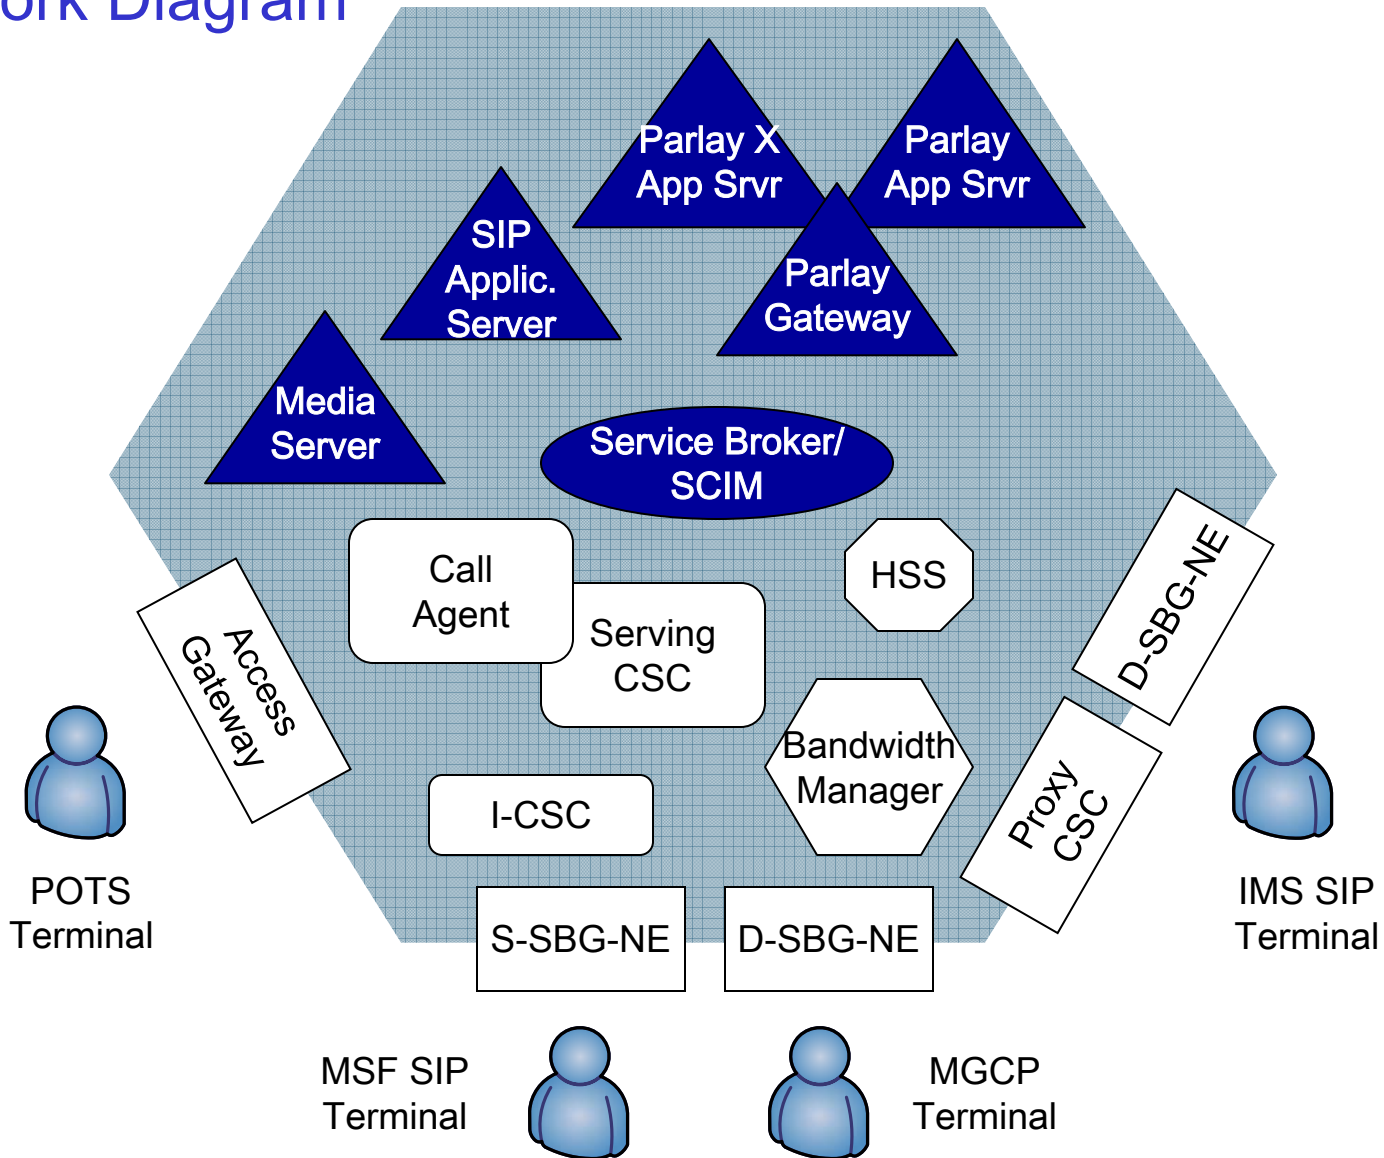 ork Diagram
Parlay X
App Srvr
Parlay
App Srvr
SIP
Applic.
Server
Parlay
Gateway
Media
Server
Service Broker/
SCIM
Call
Agent
HSS
Serving
CSC
D-SBG-NE
Access
Gateway
Bandwidth
Manager
Proxy
CSC
I-CSC
POTS
Terminal
IMS SIP
Terminal
S-SBG-NE
D-SBG-NE
MSF SIP
Terminal
MGCP
Terminal